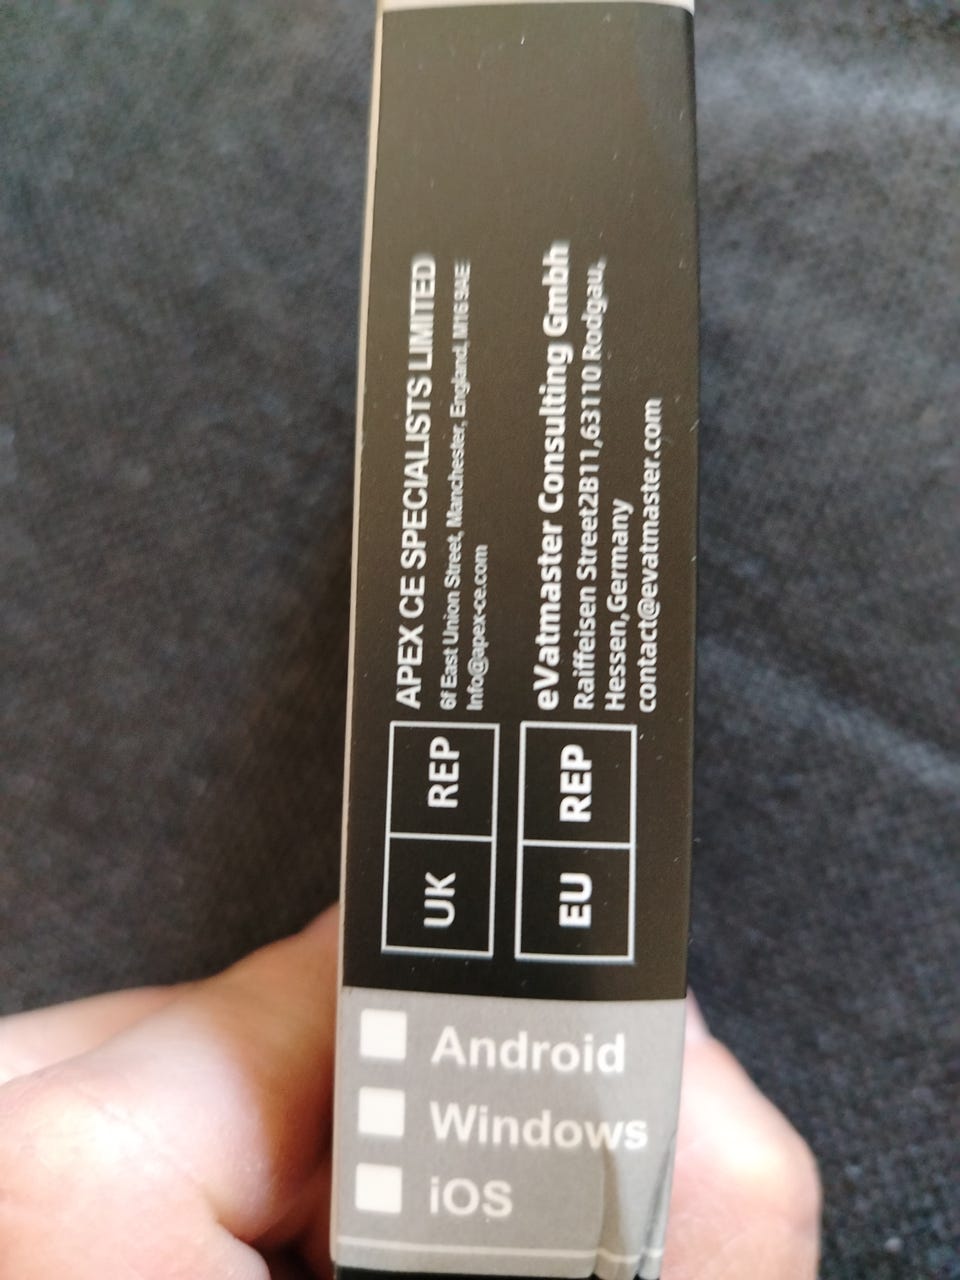 APEX CE SPECIALISTS LIMITED
6f East Union Street, Manchester, England, M16 9AE
Info@apex-ce.com
UK REP
eVatmaster Consulting Gmbh
Raiffeisen Street2B11,63110 Rodgau,
Hessen,Germany
contact@evatmaster.com
EU REP
Android
Windows
iOS